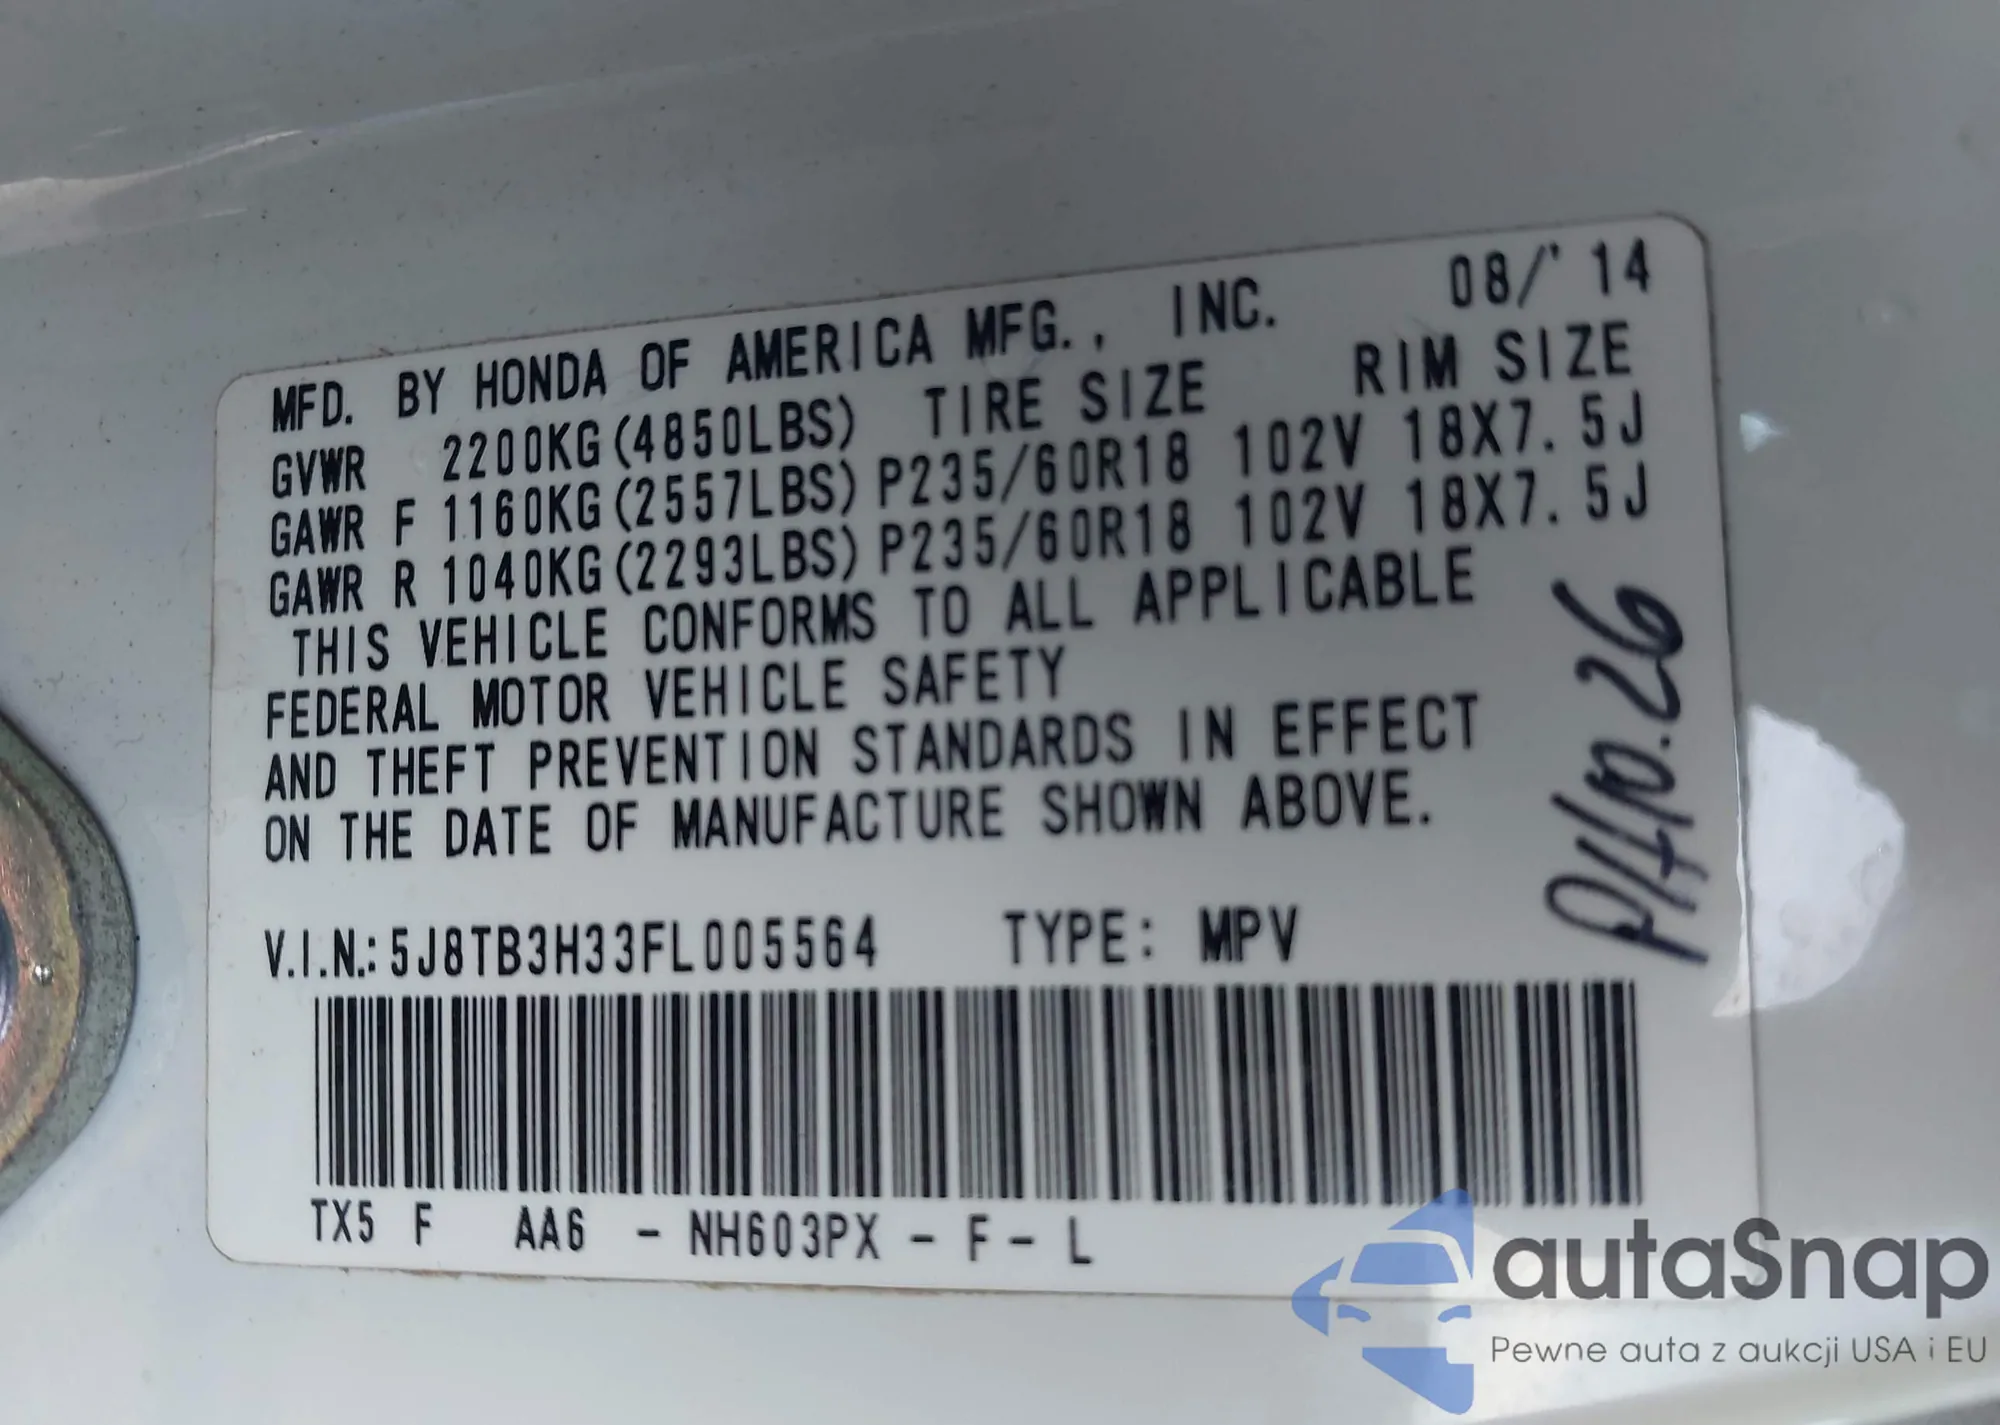 MFD. BY HONDA OF AMERICA MFG., INC. 08/'14
GVWR 2200KG(4850LBS) TIRE SIZE RIM SIZE
GAWR F 1160KG(2557LBS) P235/60R18 102V 18X7.5J
GAWR R 1040KG(2293LBS) P235/60R18 102V 18X7.5J
THIS VEHICLE CONFORMS TO ALL APPLICABLE
FEDERAL MOTOR VEHICLE SAFETY
AND THEFT PREVENTION STANDARDS IN EFFECT
ON THE DATE OF MANUFACTURE SHOWN ABOVE.
V.I.N.: 5J8TB3H33FL005564 TYPE: MPV
TX5 F AA6 - NH603PX - F - L
autaSnap
Pewne auta z aukcji USA i EU